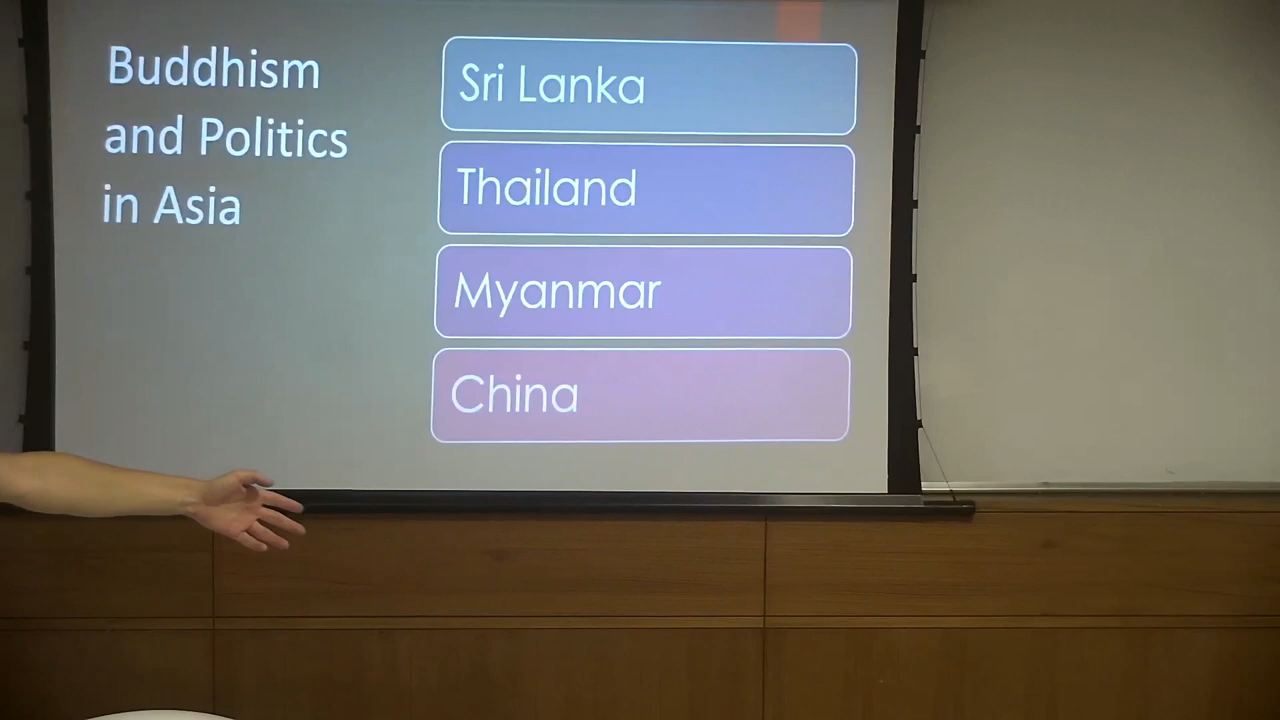 Buddhism
and Politics
in Asia
Sri Lanka
Thailand
Myanmar
China